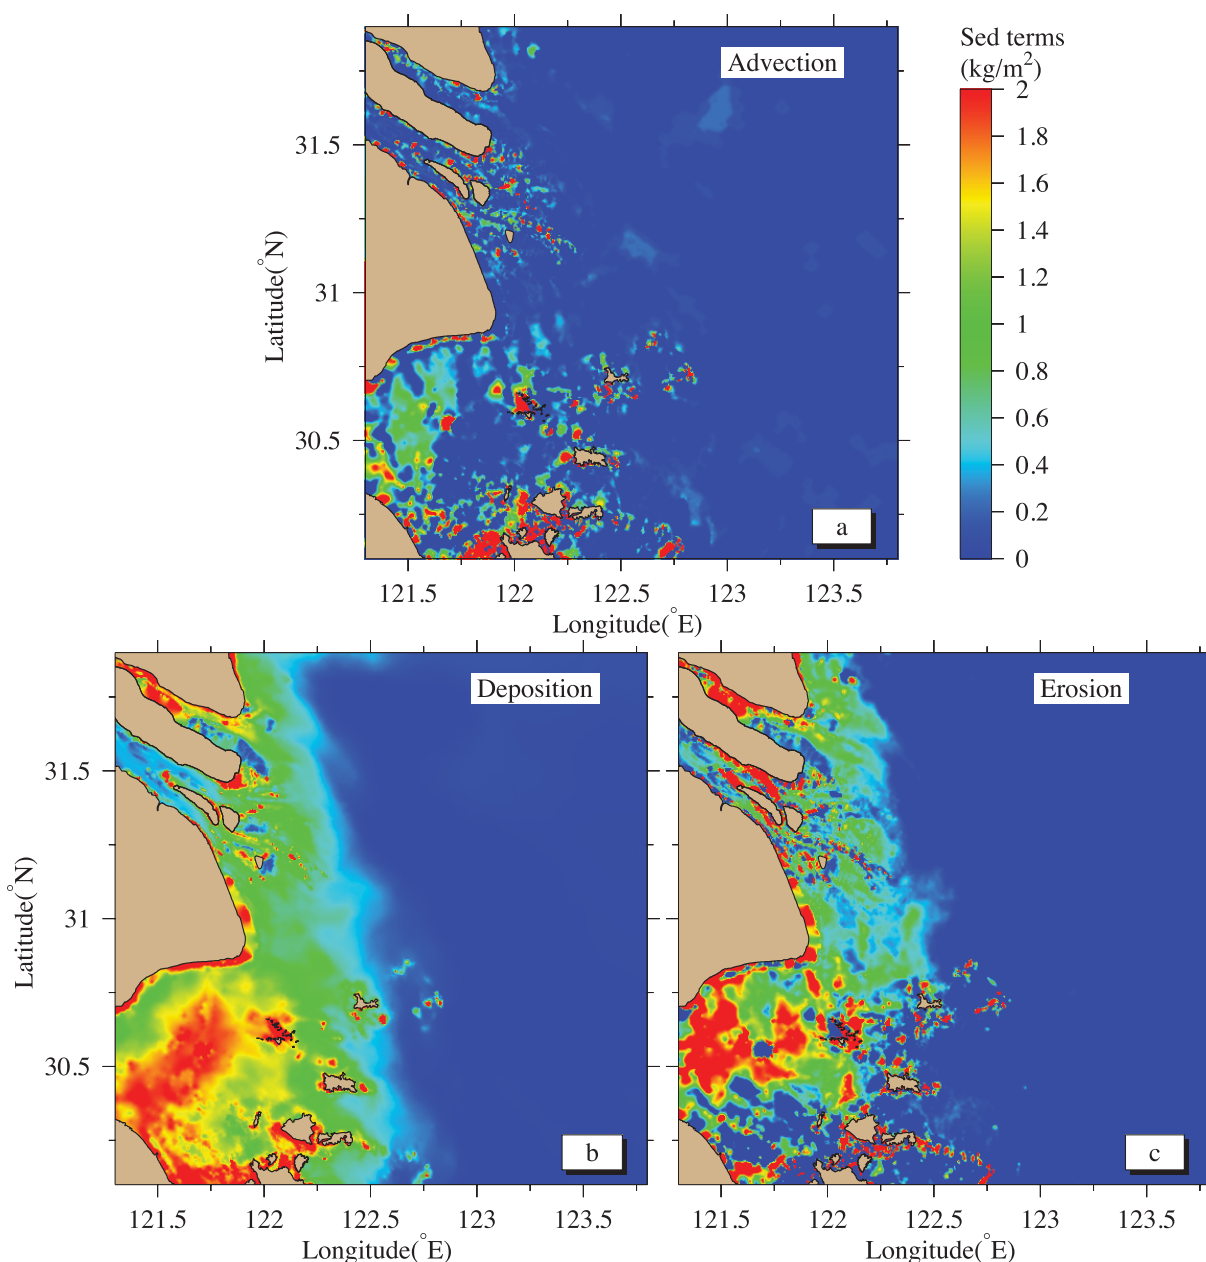 Sed terms
(kg/m2)
Advection
2
1.8
1.6
1.4
1.2
1
0.8
0.6
0.4
0.2
0
31.5
31
30.5
Latitude(°N)
a
121.5 122 122.5 123 123.5
Longitude(°E)
Deposition
31.5
31
30.5
Latitude(°N)
b
121.5 122 122.5 123 123.5
Longitude(°E)
Erosion
c
121.5 122 122.5 123 123.5
Longitude(°E)